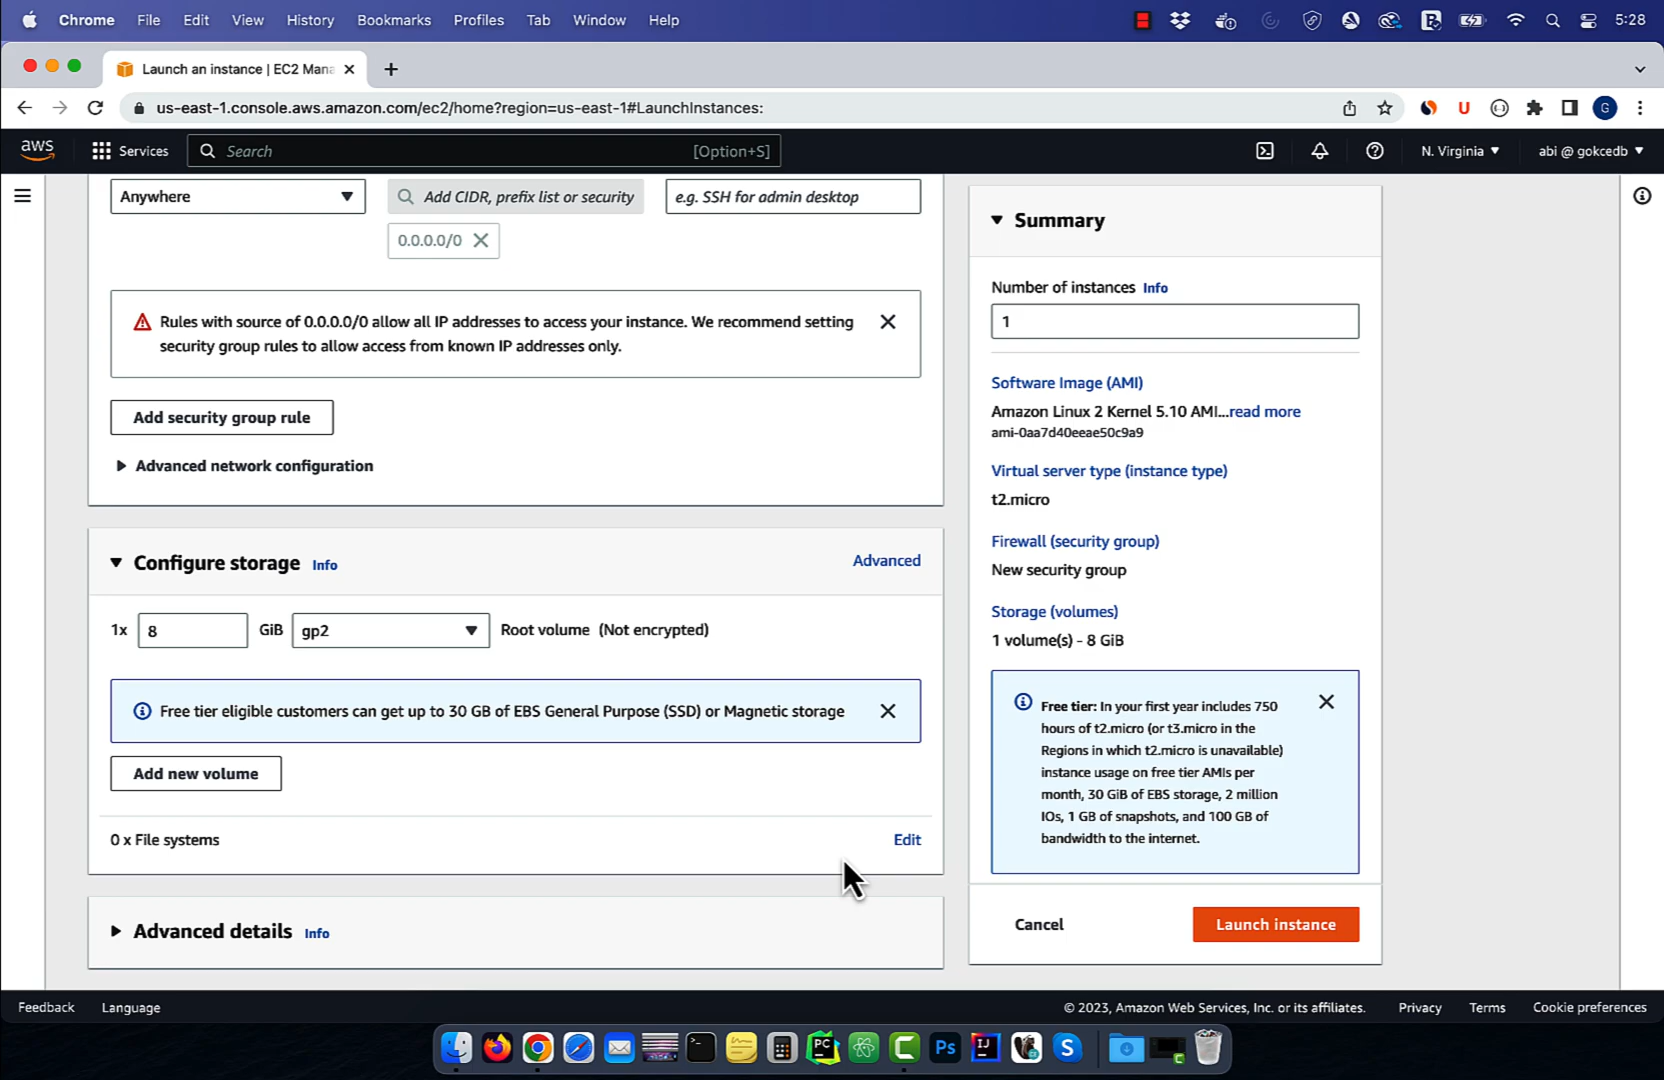 Chrome File Edit View History Bookmarks Profiles Tab Window Help 5:28
Launch an instance | EC2 Mana
us-east-1.console.aws.amazon.com/ec2/home?region=us-east-1#LaunchInstances:
U G
aws Services Search [Option+S] N. Virginia abi @ gokcedb
Anywhere Add CIDR, prefix list or security e.g. SSH for admin desktop
0.0.0.0/0
Rules with source of 0.0.0.0/0 allow all IP addresses to access your instance. We recommend setting
security group rules to allow access from known IP addresses only.
Add security group rule
Advanced network configuration
Configure storage Info Advanced
1x 8 GiB gp2 Root volume (Not encrypted)
Free tier eligible customers can get up to 30 GB of EBS General Purpose (SSD) or Magnetic storage
Add new volume
0 x File systems Edit
Advanced details Info
Summary
Number of instances Info
1
Software Image (AMI)
Amazon Linux 2 Kernel 5.10 AMI...read more
ami-0aa7d40eeae50c9a9
Virtual server type (instance type)
t2.micro
Firewall (security group)
New security group
Storage (volumes)
1 volume(s) - 8 GiB
Free tier: In your first year includes 750
hours of t2.micro (or t3.micro in the
Regions in which t2.micro is unavailable)
instance usage on free tier AMIs per
month, 30 GiB of EBS storage, 2 million
IOs, 1 GB of snapshots, and 100 GB of
bandwidth to the internet.
Cancel Launch instance
Feedback Language © 2023, Amazon Web Services, Inc. or its affiliates. Privacy Terms Cookie preferences
PC C Ps IJ S